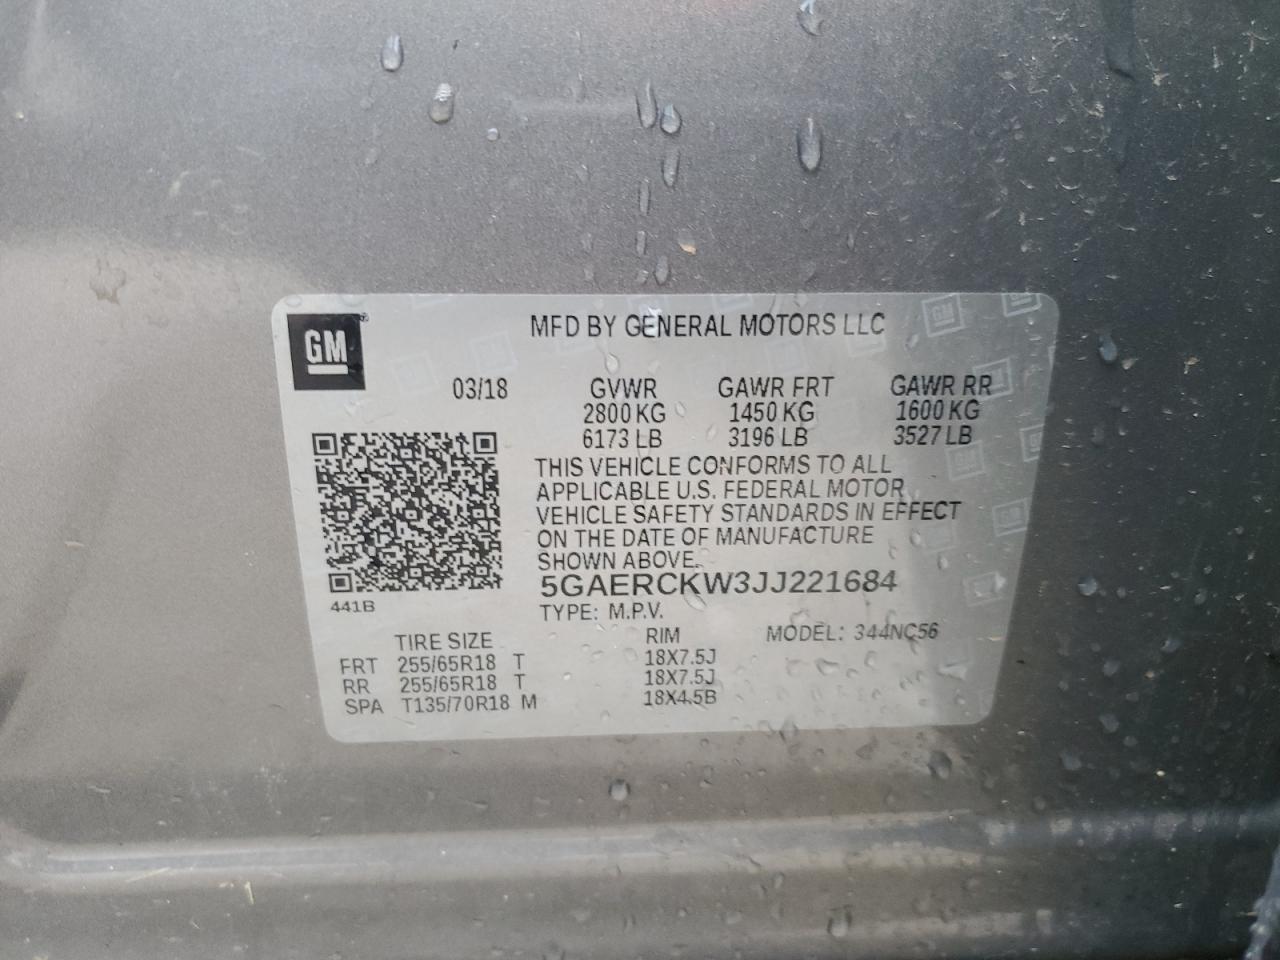 GM
MFD BY GENERAL MOTORS LLC
03/18 GVWR GAWR FRT GAWR RR
2800 KG 1450 KG 1600 KG
6173 LB 3196 LB 3527 LB
THIS VEHICLE CONFORMS TO ALL
APPLICABLE U.S. FEDERAL MOTOR
VEHICLE SAFETY STANDARDS IN EFFECT
ON THE DATE OF MANUFACTURE
SHOWN ABOVE.
5GAERCKW3JJ221684
441B
TYPE: M.P.V.
TIRE SIZE RIM MODEL: 344NC56
FRT 255/65R18 T 18X7.5J
RR 255/65R18 T 18X7.5J
SPA T135/70R18 M 18X4.5B